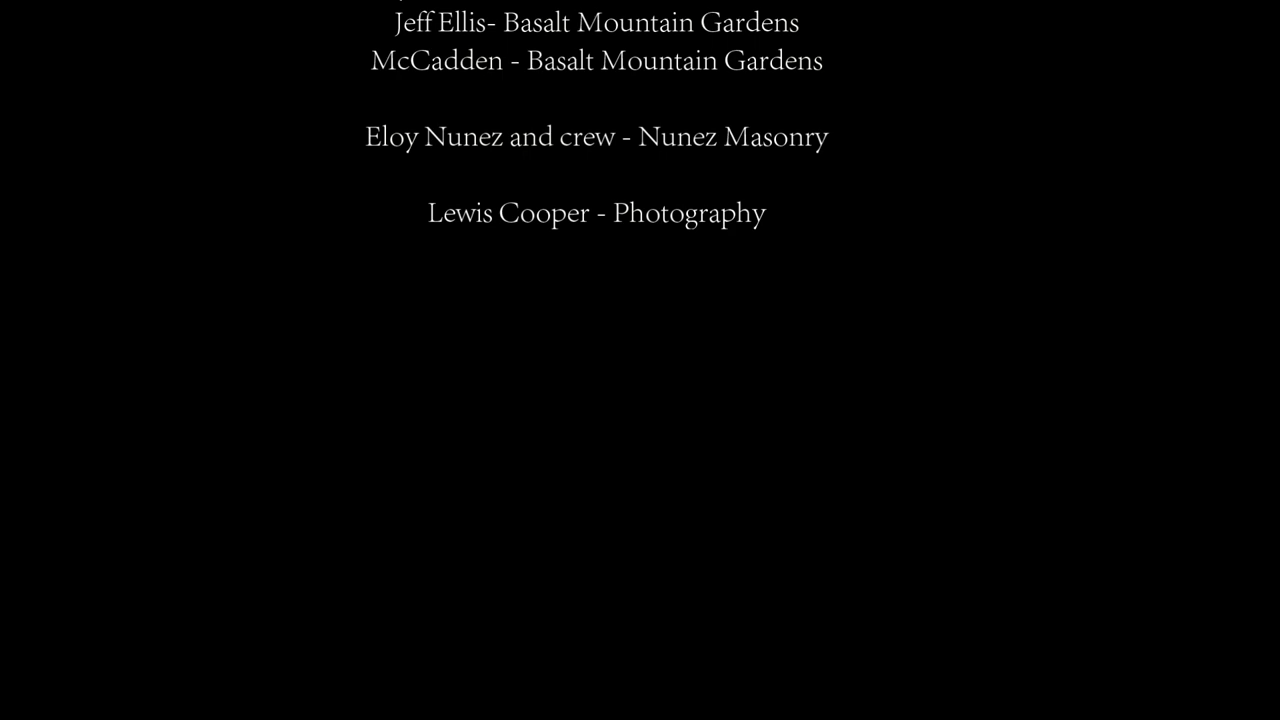 Jeff Ellis- Basalt Mountain Gardens
McCadden - Basalt Mountain Gardens
Eloy Nunez and crew - Nunez Masonry
Lewis Cooper - Photography